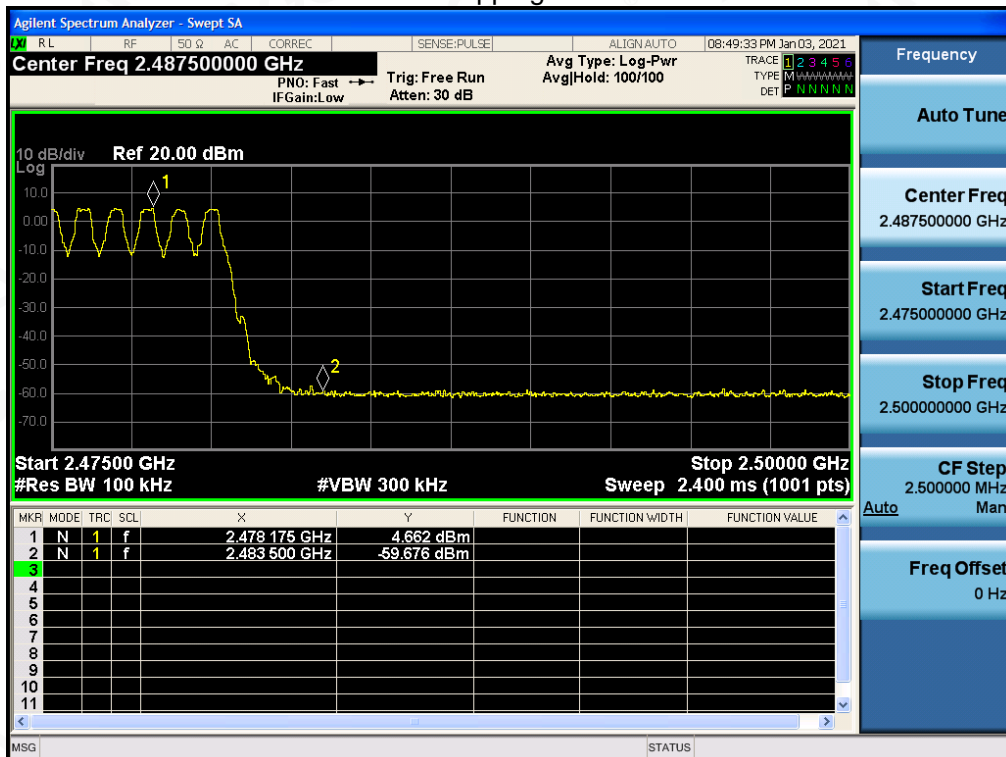 pping
Agilent Spectrum Analyzer - Swept SA
LXI RL RF 50 Ω AC CORREC SENSE:PULSE ALIGN AUTO 08:49:33 PM Jan 03, 2021
Center Freq 2.487500000 GHz
PNO: Fast
IFGain:Low
Trig: Free Run
Atten: 30 dB
Avg Type: Log-Pwr
Avg|Hold: 100/100
TRACE 1 2 3 4 5 6
TYPE M
DET P N N N N N
10 dB/div Ref 20.00 dBm
Log
10.0
0.00
-10.0
-20.0
-30.0
-40.0
-50.0
-60.0
-70.0
1
2
Start 2.47500 GHz Stop 2.50000 GHz
#Res BW 100 kHz #VBW 300 kHz Sweep 2.400 ms (1001 pts)
MKR MODE TRC SCL X Y FUNCTION FUNCTION WIDTH FUNCTION VALUE
1 N 1 f 2.478 175 GHz 4.662 dBm
2 N 1 f 2.483 500 GHz -59.676 dBm
3
4
5
6
7
8
9
10
11
MSG STATUS
Frequency
Auto Tune
Center Freq
2.487500000 GHz
Start Freq
2.475000000 GHz
Stop Freq
2.500000000 GHz
CF Step
2.500000 MHz
Auto Man
Freq Offset
0 Hz